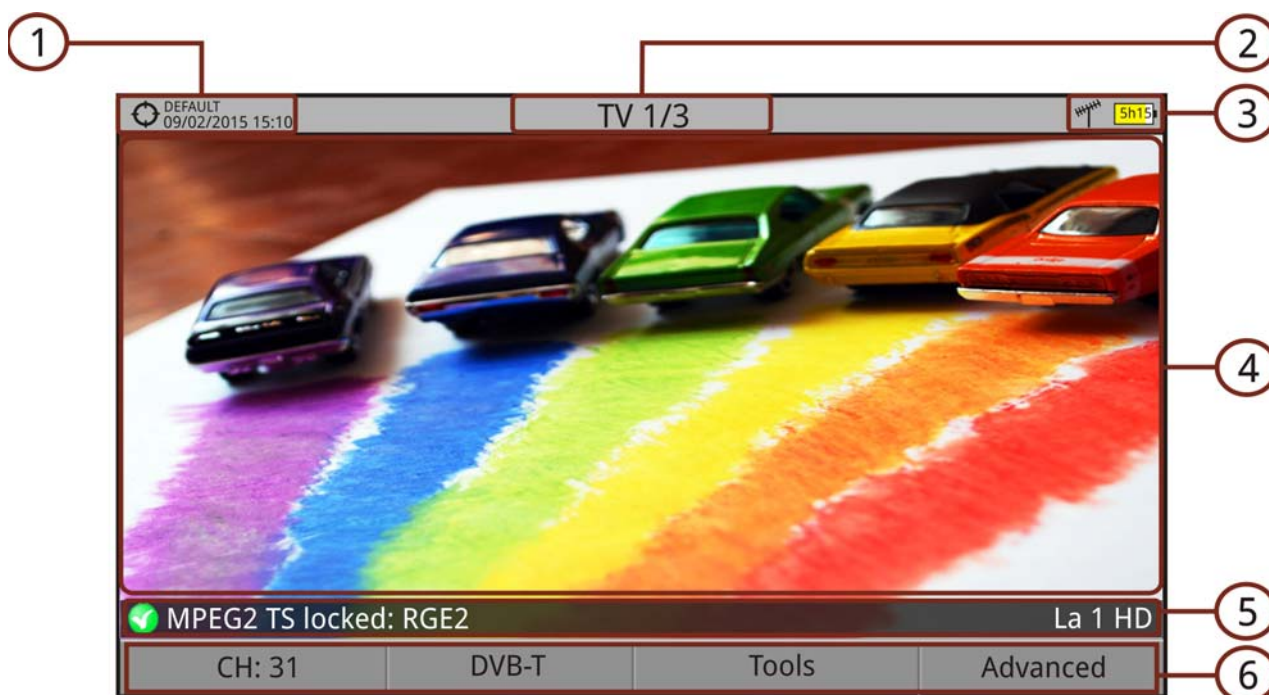 1
2
DEFAULT
09/02/2015 15:10
TV 1/3
5h15
3
4
MPEG2 TS locked: RGE2
La 1 HD
5
CH: 31
DVB-T
Tools
Advanced
6